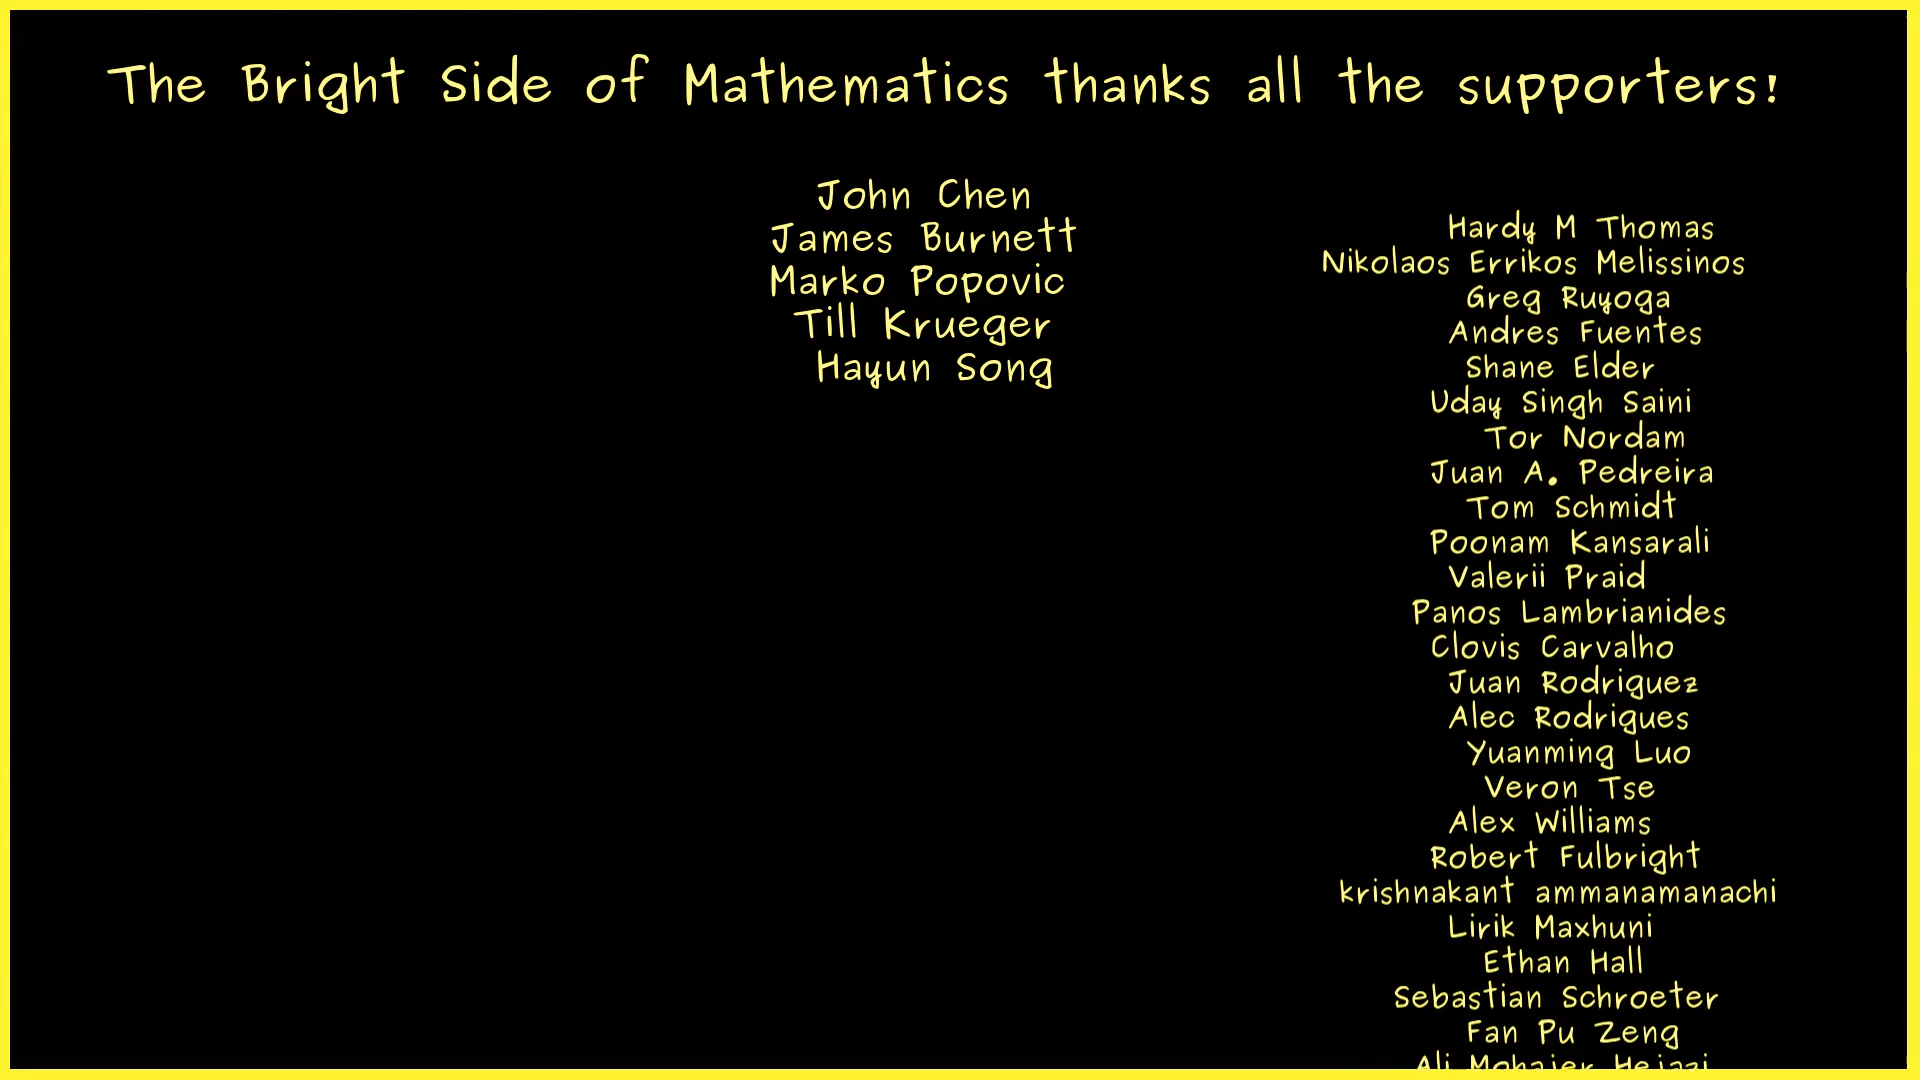 The Bright Side of Mathematics thanks all the supporters!
John Chen
James Burnett
Marko Popovic
Till Krueger
Hayun Song
Hardy M Thomas
Nikolaos Errikos Melissinos
Greg Ruyoga
Andres Fuentes
Shane Elder
Uday Singh Saini
Tor Nordam
Juan A. Pedreira
Tom Schmidt
Poonam Kansarali
Valerii Praid
Panos Lambrianides
Clovis Carvalho
Juan Rodriguez
Alec Rodrigues
Yuanming Luo
Veron Tse
Alex Williams
Robert Fulbright
krishnakant ammanamanachi
Lirik Maxhuni
Ethan Hall
Sebastian Schroeter
Fan Pu Zeng
Ali Mohajer Hejazi